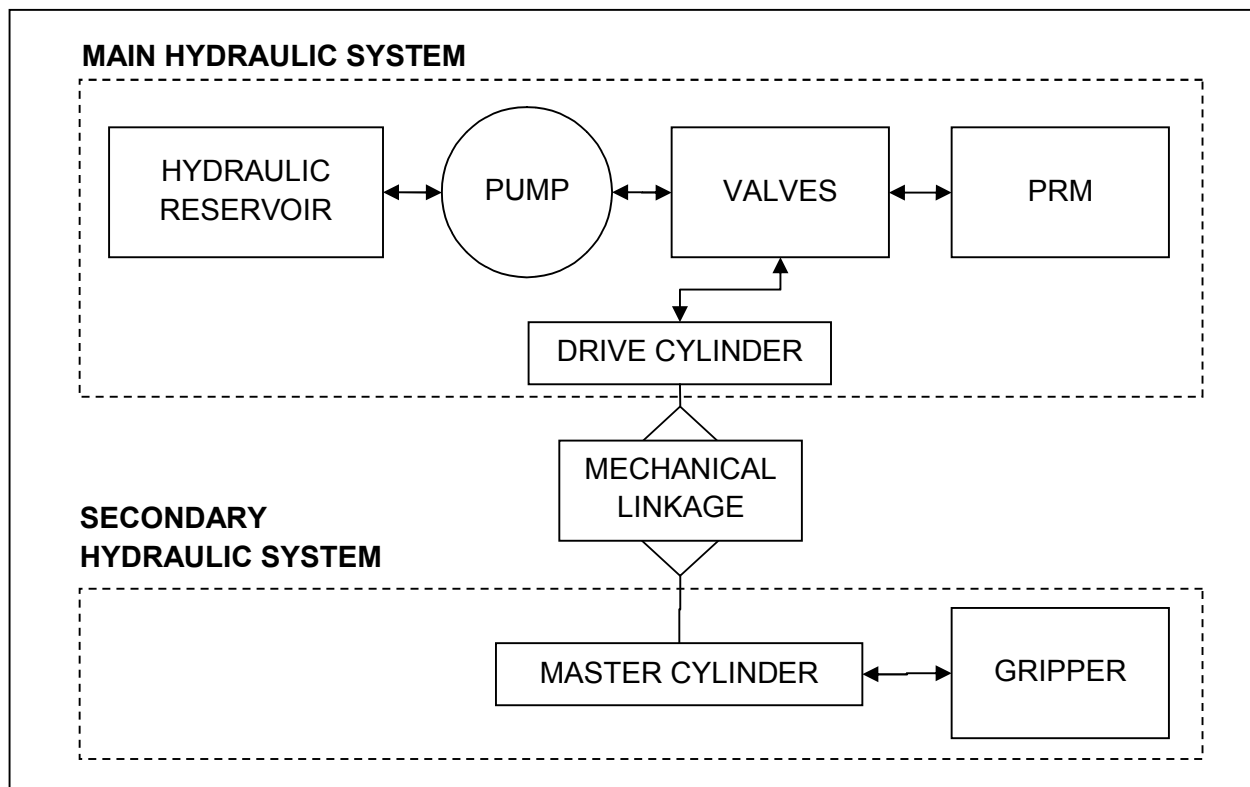 MAIN HYDRAULIC SYSTEM
HYDRAULIC
RESERVOIR
PUMP
VALVES
PRM
DRIVE CYLINDER
MECHANICAL
LINKAGE
SECONDARY
HYDRAULIC SYSTEM
MASTER CYLINDER
GRIPPER